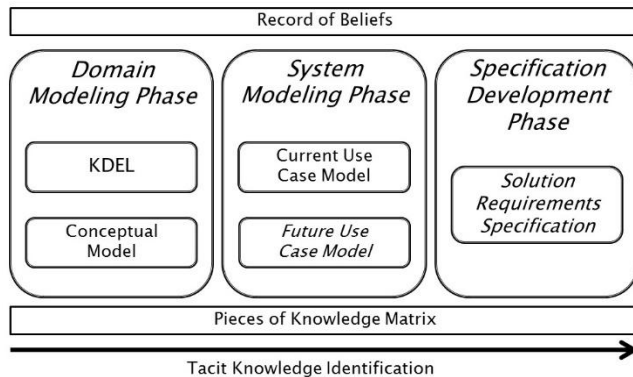 Record of Beliefs
Domain
Modeling Phase
KDEL
Conceptual
Model
System
Modeling Phase
Current Use
Case Model
Future Use
Case Model
Specification
Development
Phase
Solution
Requirements
Specification
Pieces of Knowledge Matrix
Tacit Knowledge Identification